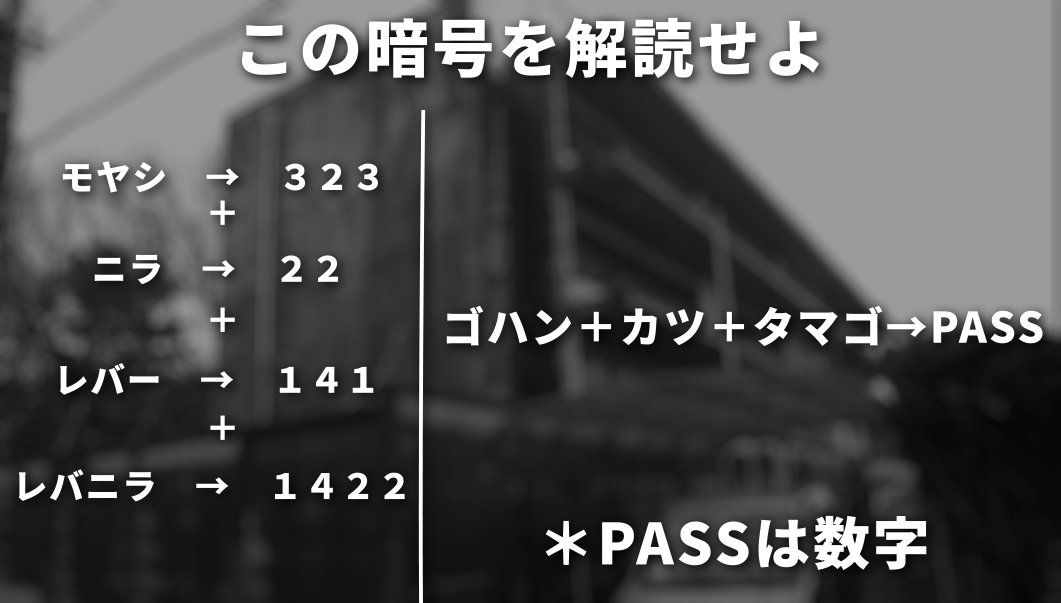 この暗号を解読せよ
モヤシ → ３２３
＋
ニラ → ２２
＋
レバー → １４１
＋
レバニラ → １４２２
ゴハン＋カツ＋タマゴ→PASS
＊PASSは数字